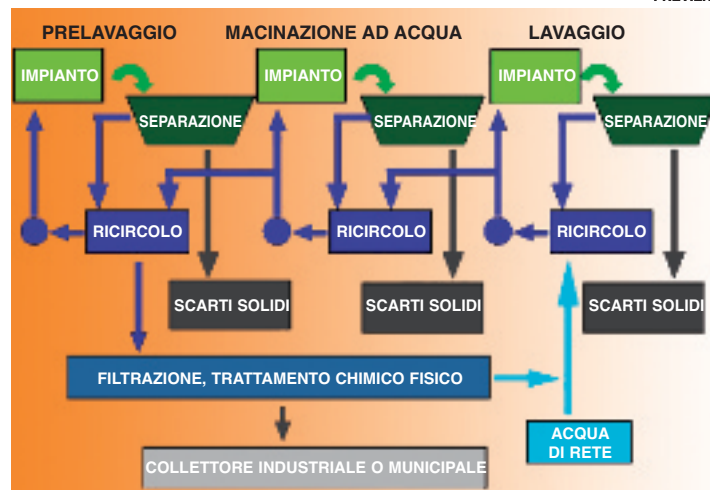 PRELAVAGGIO
MACINAZIONE AD ACQUA
LAVAGGIO
IMPIANTO
IMPIANTO
IMPIANTO
SEPARAZIONE
SEPARAZIONE
SEPARAZIONE
RICIRCOLO
RICIRCOLO
RICIRCOLO
SCARTI SOLIDI
SCARTI SOLIDI
SCARTI SOLIDI
FILTRAZIONE, TRATTAMENTO CHIMICO FISICO
ACQUA
DI RETE
COLLETTORE INDUSTRIALE O MUNICIPALE